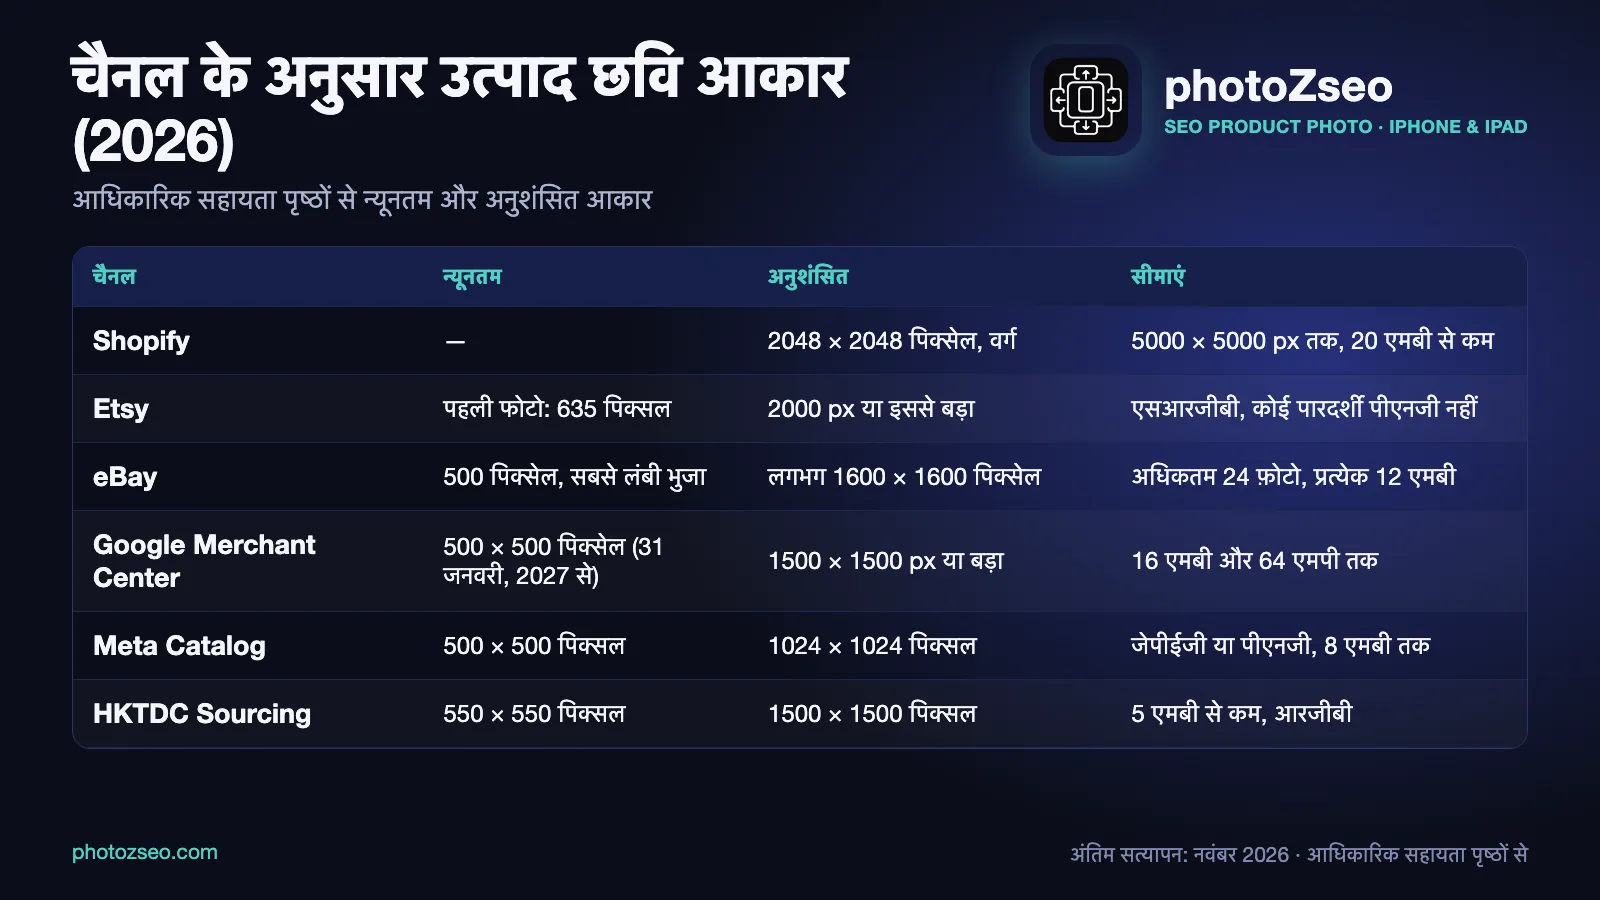 चैनल के अनुसार उत्पाद छवि आकार
(2026)
आधिकारिक सहायता पृष्ठों से न्यूनतम और अनुशंसित आकार
photoZseo
SEO PRODUCT PHOTO · IPHONE & IPAD
चैनल न्यूनतम अनुशंसित सीमाएं
Shopify — 2048 × 2048 पिक्सेल, वर्ग 5000 × 5000 px तक, 20 एमबी से कम
Etsy पहली फोटो: 635 पिक्सल 2000 px या इससे बड़ा एसआरजीबी, कोई पारदर्शी पीएनजी नहीं
eBay 500 पिक्सेल, सबसे लंबी भुजा लगभग 1600 × 1600 पिक्सेल अधिकतम 24 फ़ोटो, प्रत्येक 12 एमबी
Google Merchant
Center
500 × 500 पिक्सेल (31
जनवरी, 2027 से)
1500 × 1500 px या बड़ा
16 एमबी और 64 एमपी तक
Meta Catalog 500 × 500 पिक्सल 1024 × 1024 पिक्सल जेपीईजी या पीएनजी, 8 एमबी तक
HKTDC Sourcing 550 × 550 पिक्सल 1500 × 1500 पिक्सल 5 एमबी से कम, आरजीबी
photozseo.com
अंतिम सत्यापन: नवंबर 2026 · आधिकारिक सहायता पृष्ठों से